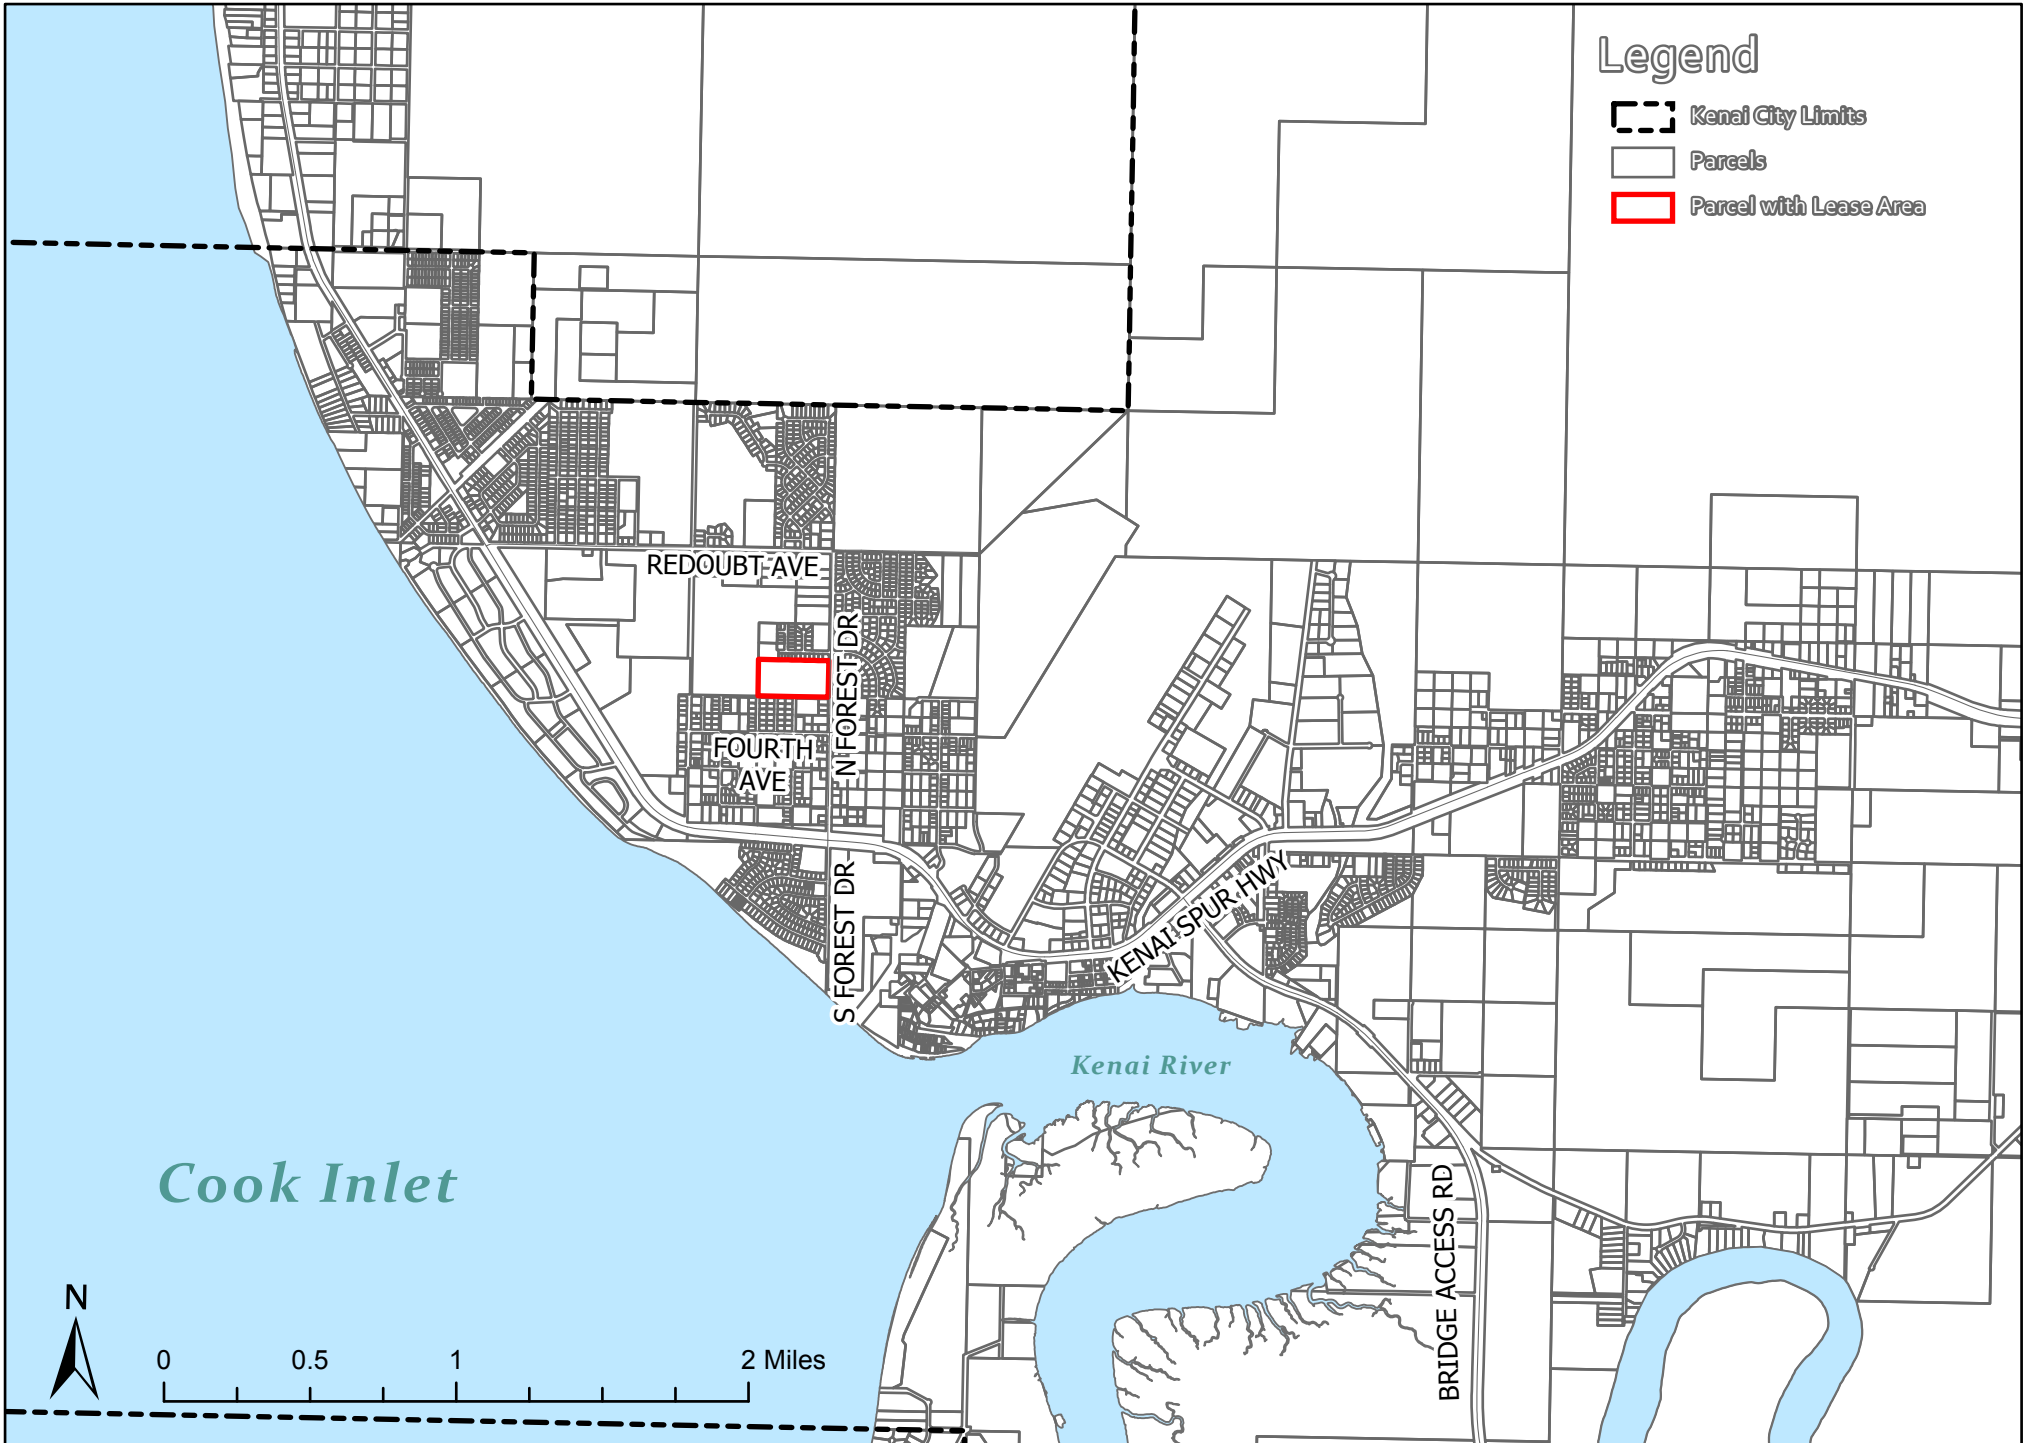 Legend
Kenai City Limits
Parcels
Parcel with Lease Area
REDOUBT AVE
N FOREST DR
FOURTH
AVE
S FOREST DR
KENAI SPUR HWY
Kenai River
Cook Inlet
BRIDGE ACCESS RD
N
0 0.5 1 2 Miles